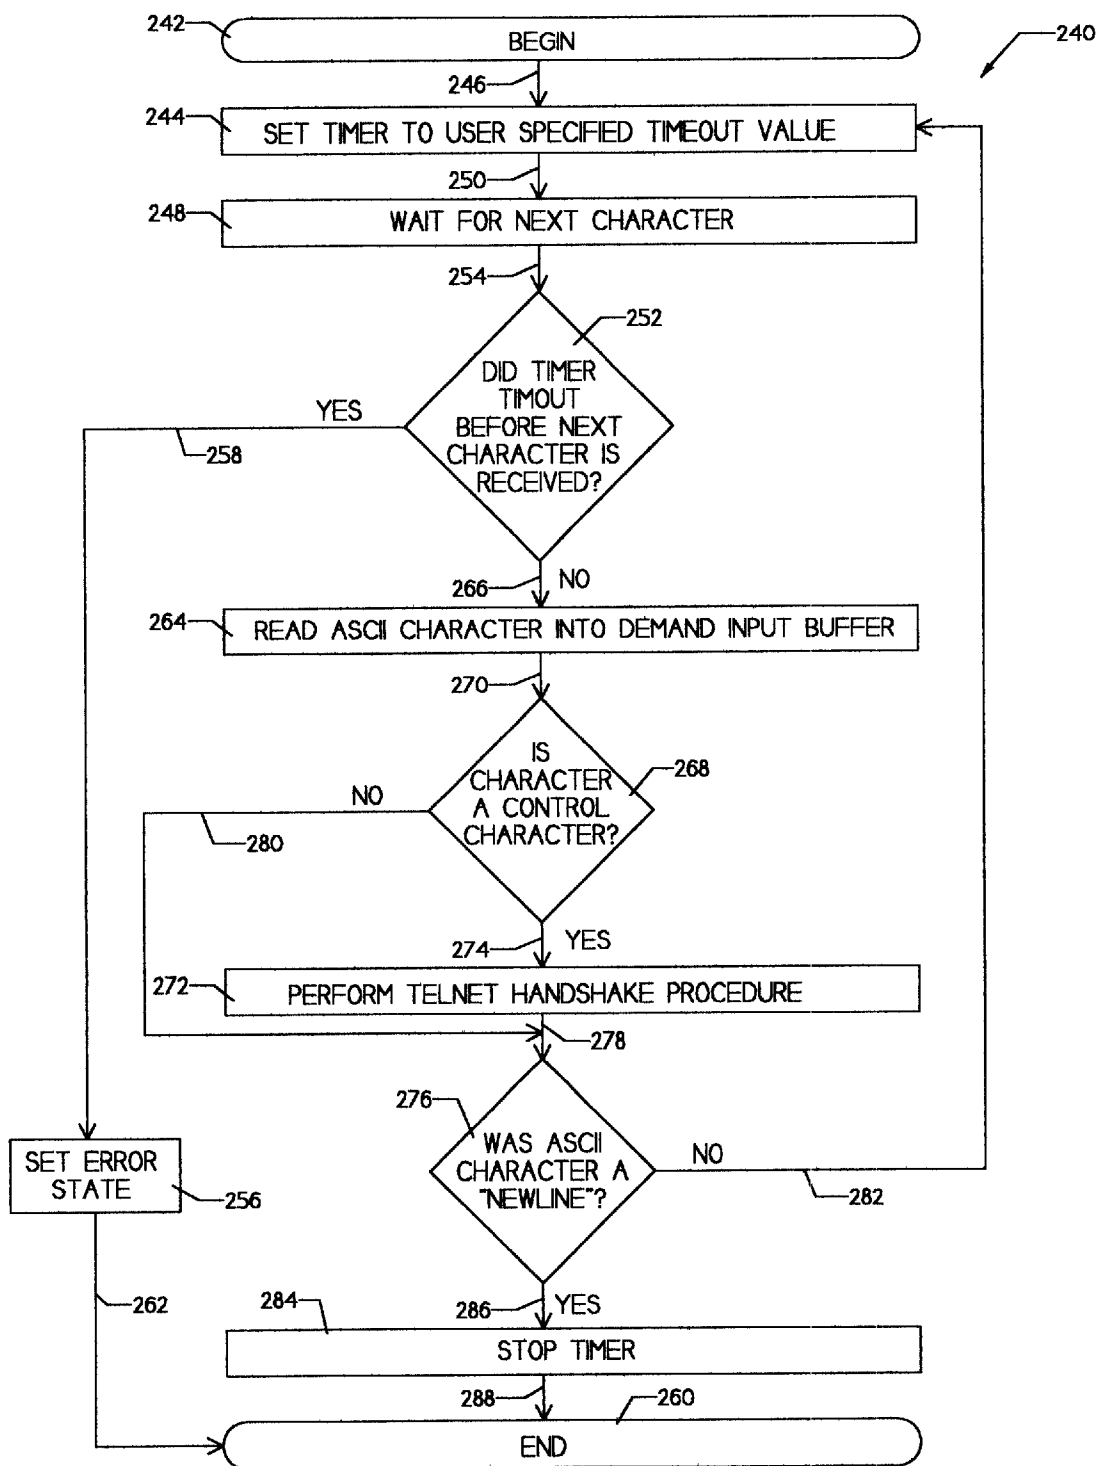 242
BEGIN
240
246
244
SET TIMER TO USER SPECIFIED TIMEOUT VALUE
250
248
WAIT FOR NEXT CHARACTER
254
252
DID TIMER
TIMOUT
BEFORE NEXT
CHARACTER IS
RECEIVED?
YES
258
266
NO
264
READ ASCII CHARACTER INTO DEMAND INPUT BUFFER
270
IS
CHARACTER
A CONTROL
CHARACTER?
268
NO
280
274
YES
272
PERFORM TELNET HANDSHAKE PROCEDURE
278
276
WAS ASCII
CHARACTER A
"NEWLINE"?
NO
282
SET ERROR
STATE
256
262
284
286
YES
STOP TIMER
288
260
END